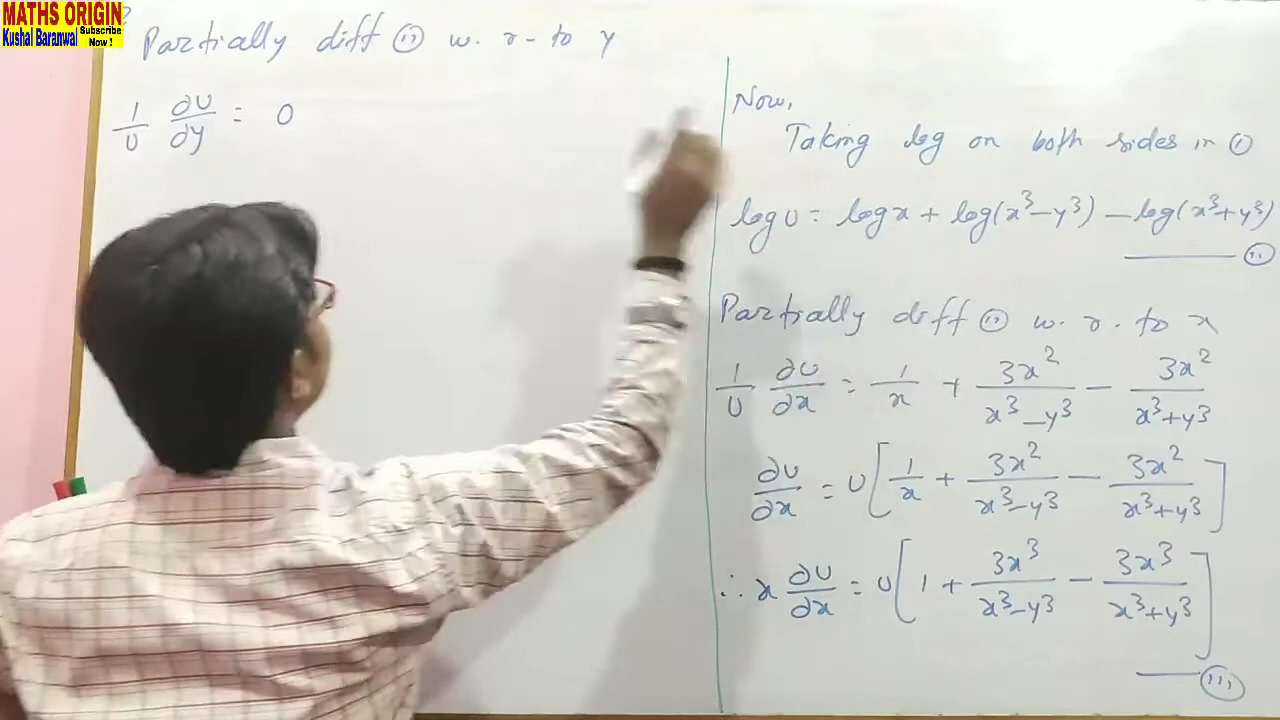 MATHS ORIGIN
Kushal Baranwal
Subscribe
Now !
Partially diff (ii) w. r. to y
1/U ∂U/∂y = 0
Now,
Taking log on both sides in (i)
log U = log x + log(x³-y³) - log(x³+y³)
——— (ii)
Partially diff (ii) w. r. to x
1/U ∂U/∂x = 1/x + 3x²/(x³-y³) - 3x²/(x³+y³)
∂U/∂x = U[1/x + 3x²/(x³-y³) - 3x²/(x³+y³)]
∴ x ∂U/∂x = U[1 + 3x³/(x³-y³) - 3x³/(x³+y³)]
——— (iii)